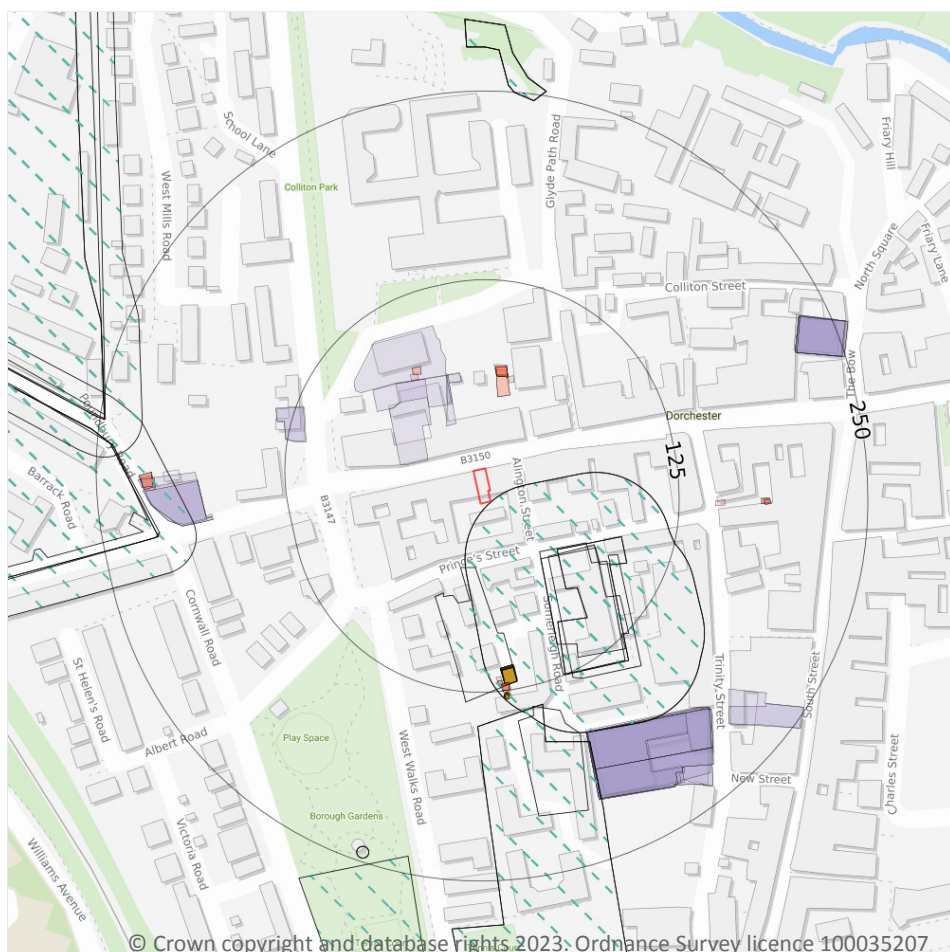 School Lane
West Mills Road
Colliton Park
Glyde Path Road
Friary Hill
North Square
Friary Lane
Colliton Street
The Bow
Dorchester
250
125
B3150
B3147
Alington Street
Poundbury Road
Barrack Road
Prince's Street
Somerleigh Road
Cornwall Road
St Helen's Road
Albert Road
Play Space
Borough Gardens
West Walks Road
Trinity Street
South Street
New Street
Charles Street
Victoria Road
Williams Avenue
© Crown copyright and database rights 2023. Ordnance Survey licence 100035207